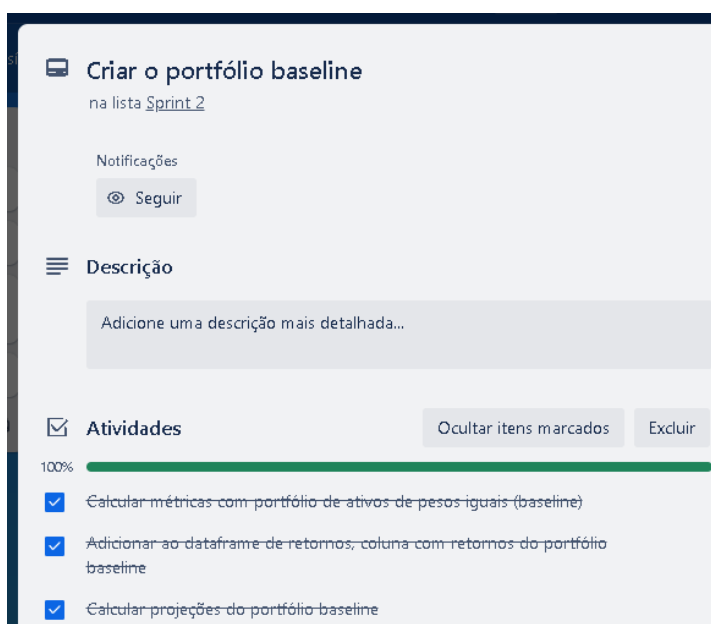 Criar o portfólio baseline
na lista Sprint 2
Notificações
Seguir
Descrição
Adicione uma descrição mais detalhada...
Atividades
Ocultar itens marcados
Excluir
100%
Calcular métricas com portfólio de ativos de pesos iguais (baseline)
Adicionar ao dataframe de retornos, coluna com retornos do portfólio
baseline
Calcular projeções do portfólio baseline